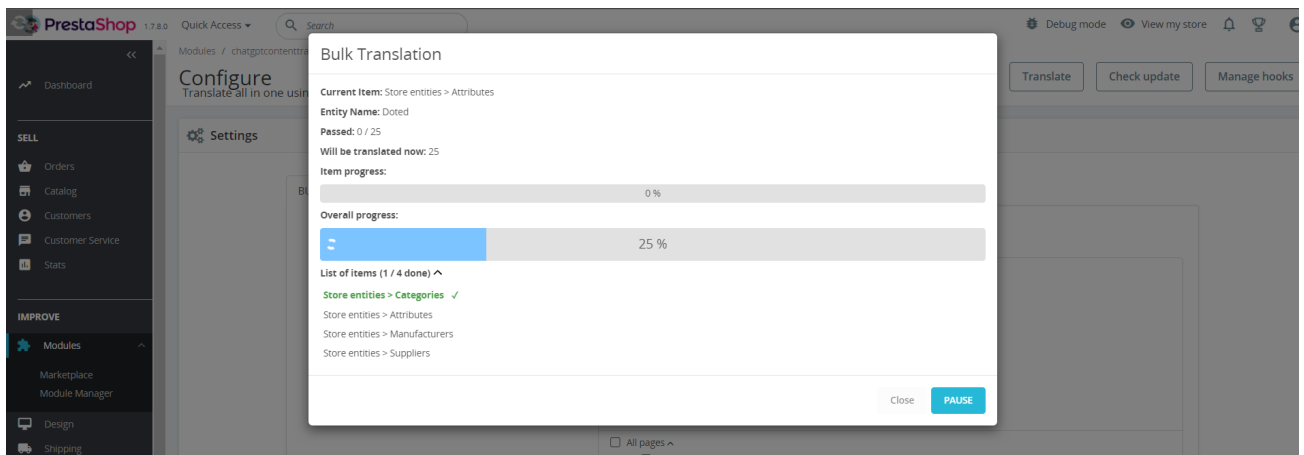 PrestaShop 1.7.8.0 Quick Access Search Debug mode View my store
Modules / chatgptcontenttra
Configure
Translate all in one usin
Translate Check update Manage hooks
Dashboard
SELL
Orders
Catalog
Customers
Customer Service
Stats
IMPROVE
Modules
Marketplace
Module Manager
Design
Shipping
Settings
Bulk Translation
Current Item: Store entities > Attributes
Entity Name: Doted
Passed: 0 / 25
Will be translated now: 25
Item progress:
0 %
Overall progress:
25 %
List of items (1 / 4 done)
Store entities > Categories ✓
Store entities > Attributes
Store entities > Manufacturers
Store entities > Suppliers
Close PAUSE
All pages